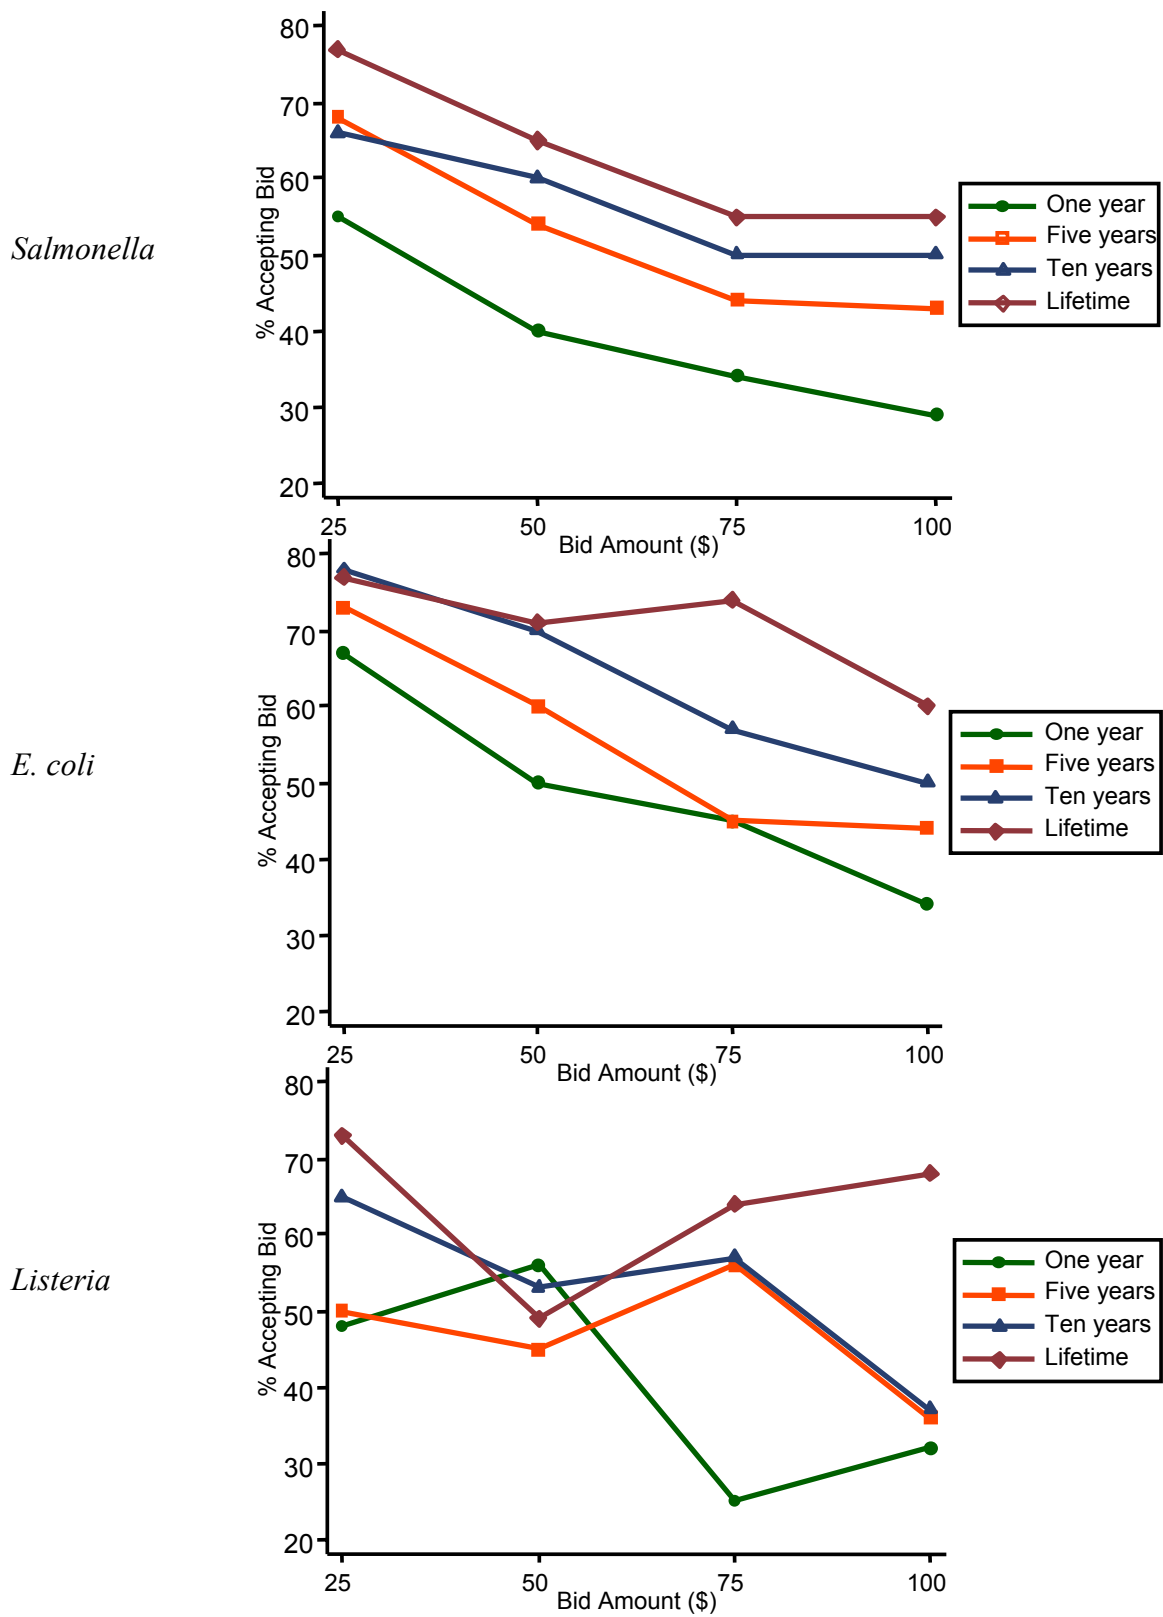 Salmonella
% Accepting Bid
80
70
60
50
40
30
20
25 50 75 100
Bid Amount ($)
One year
Five years
Ten years
Lifetime
E. coli
% Accepting Bid
80
70
60
50
40
30
20
25 50 75 100
Bid Amount ($)
One year
Five years
Ten years
Lifetime
Listeria
% Accepting Bid
80
70
60
50
40
30
20
25 50 75 100
Bid Amount ($)
One year
Five years
Ten years
Lifetime